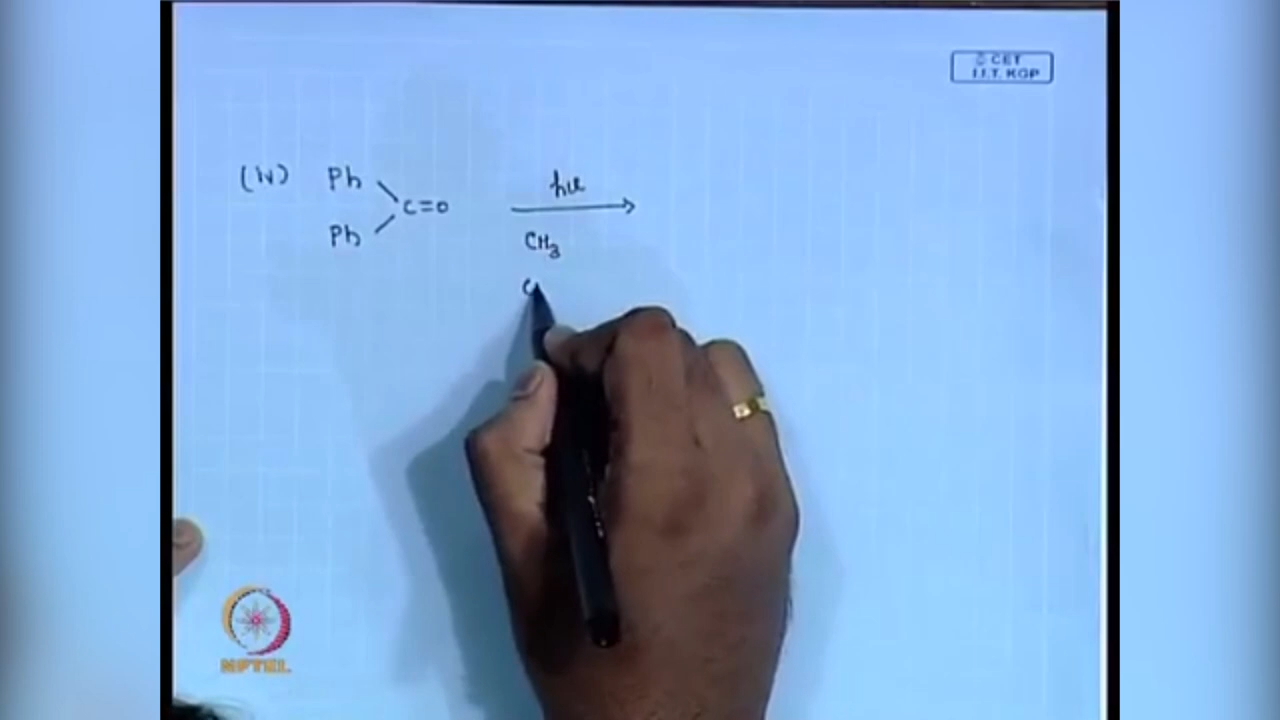 © CET
I.I.T. KGP
(iv) Ph
C=O
Ph
hν
CH3
C
NPTEL